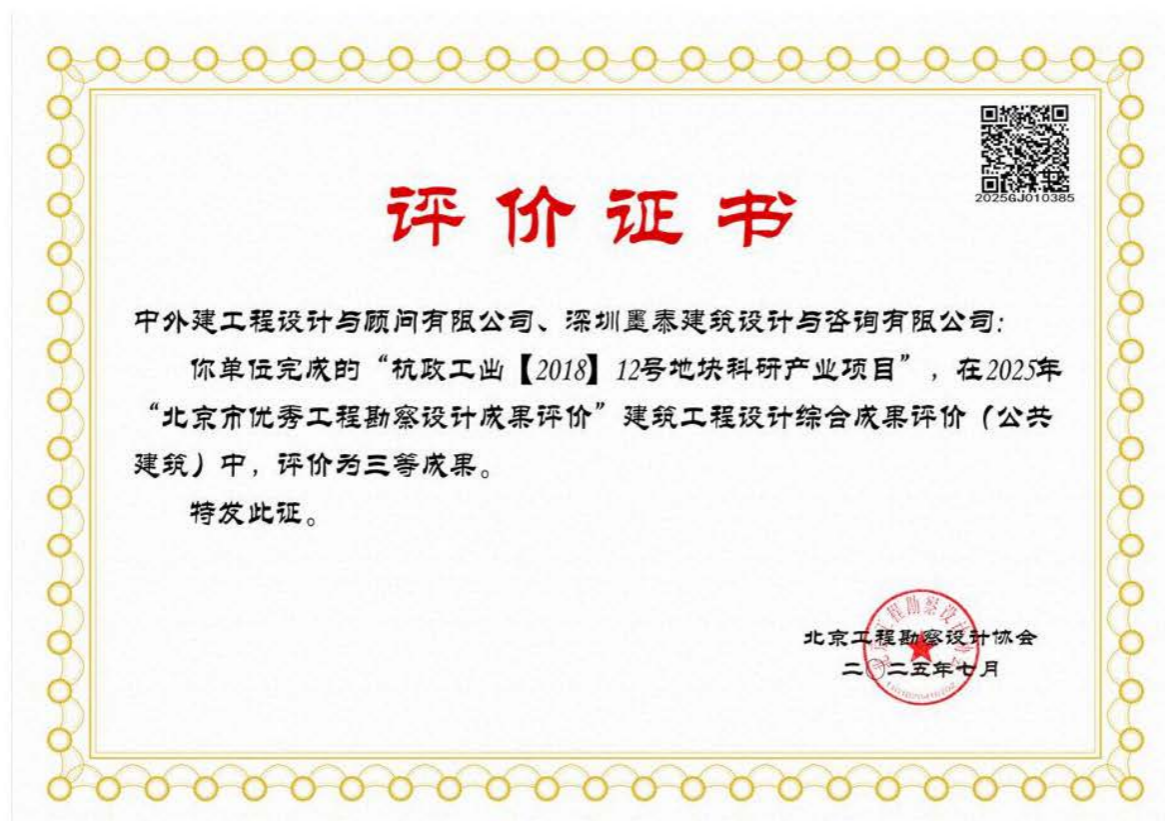 2025GJ010385
评价证书
中外建工程设计与顾问有限公司、深圳墨泰建筑设计与咨询有限公司：
你单位完成的“杭政工出【2018】12号地块科研产业项目”，在2025年
“北京市优秀工程勘察设计成果评价”建筑工程设计综合成果评价（公共
建筑）中，评价为三等成果。
特发此证。
北京工程勘察设计协会
二〇二五年七月